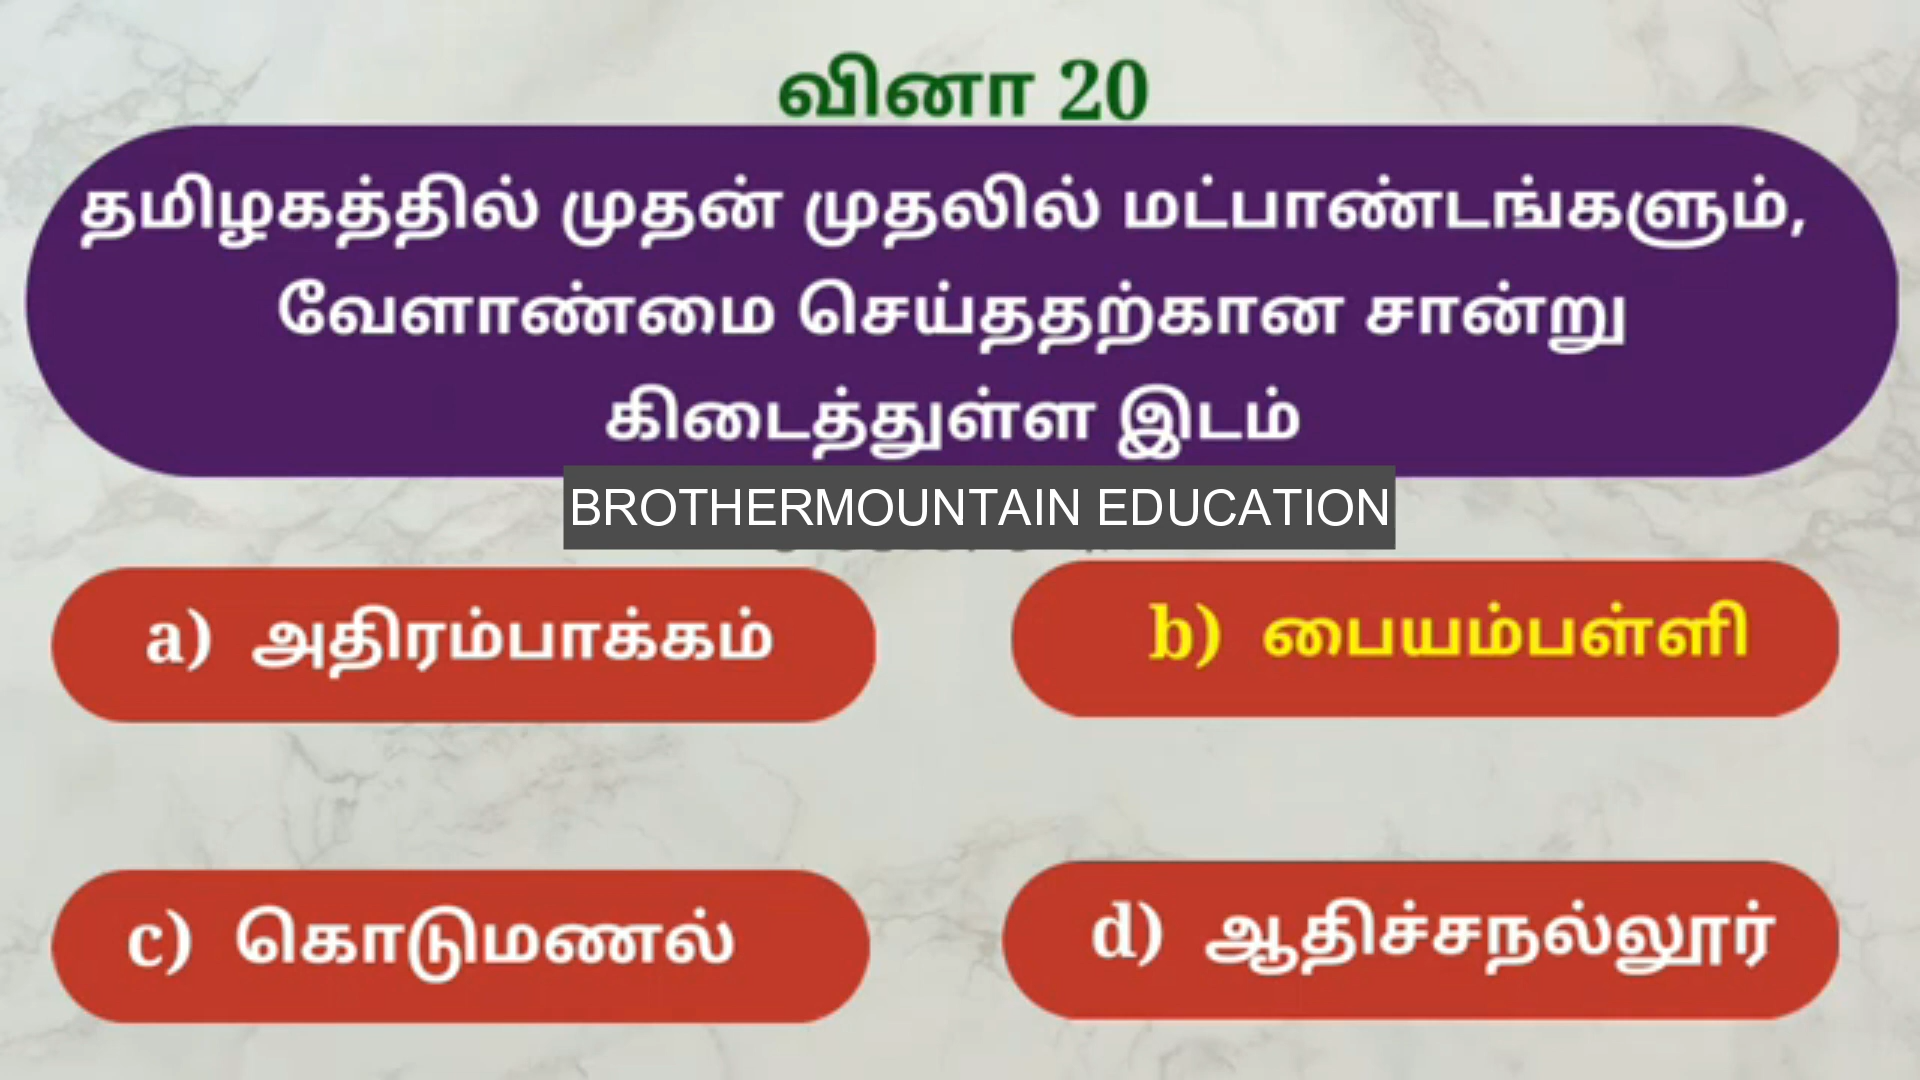 வினா 20
தமிழகத்தில் முதன் முதலில் மட்பாண்டங்களும்,
வேளாண்மை செய்ததற்கான சான்று
கிடைத்துள்ள இடம்
BROTHERMOUNTAIN EDUCATION
a) அதிரம்பாக்கம்
b) பையம்பள்ளி
c) கொடுமணல்
d) ஆதிச்சநல்லூர்